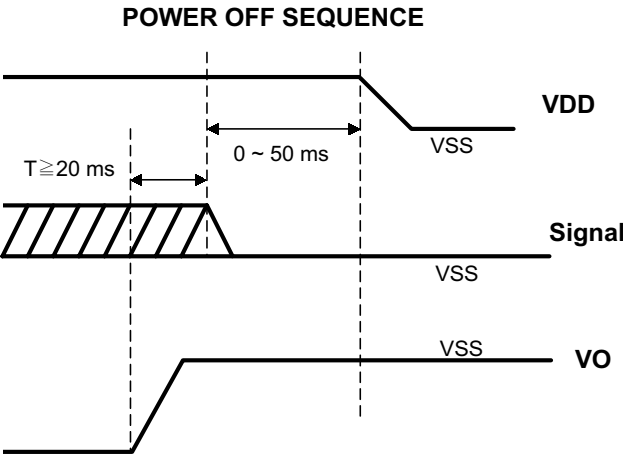 POWER OFF SEQUENCE
VDD
VSS
0 ~ 50 ms
T≧20 ms
Signal
VSS
VSS
VO